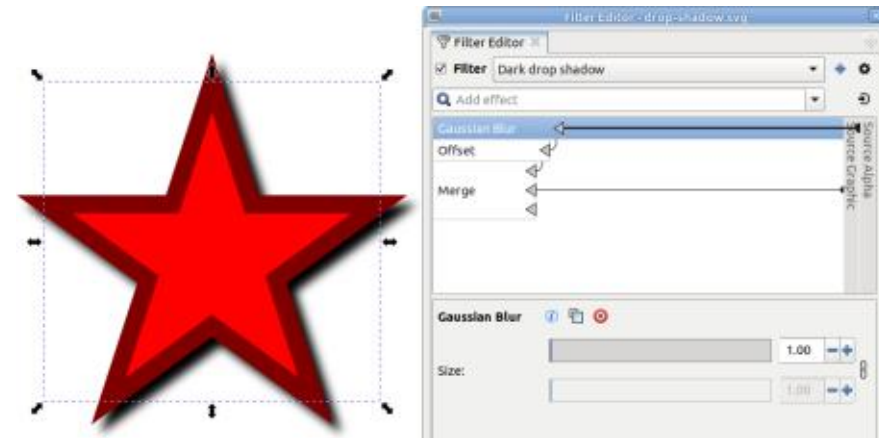 Filter Editor - drop-shadow.svg
Filter Editor
Filter Dark drop shadow
Add effect
Gaussian Blur
Offset
Merge
Source Graphic
Source Alpha
Gaussian Blur
1.00
Size:
1.00